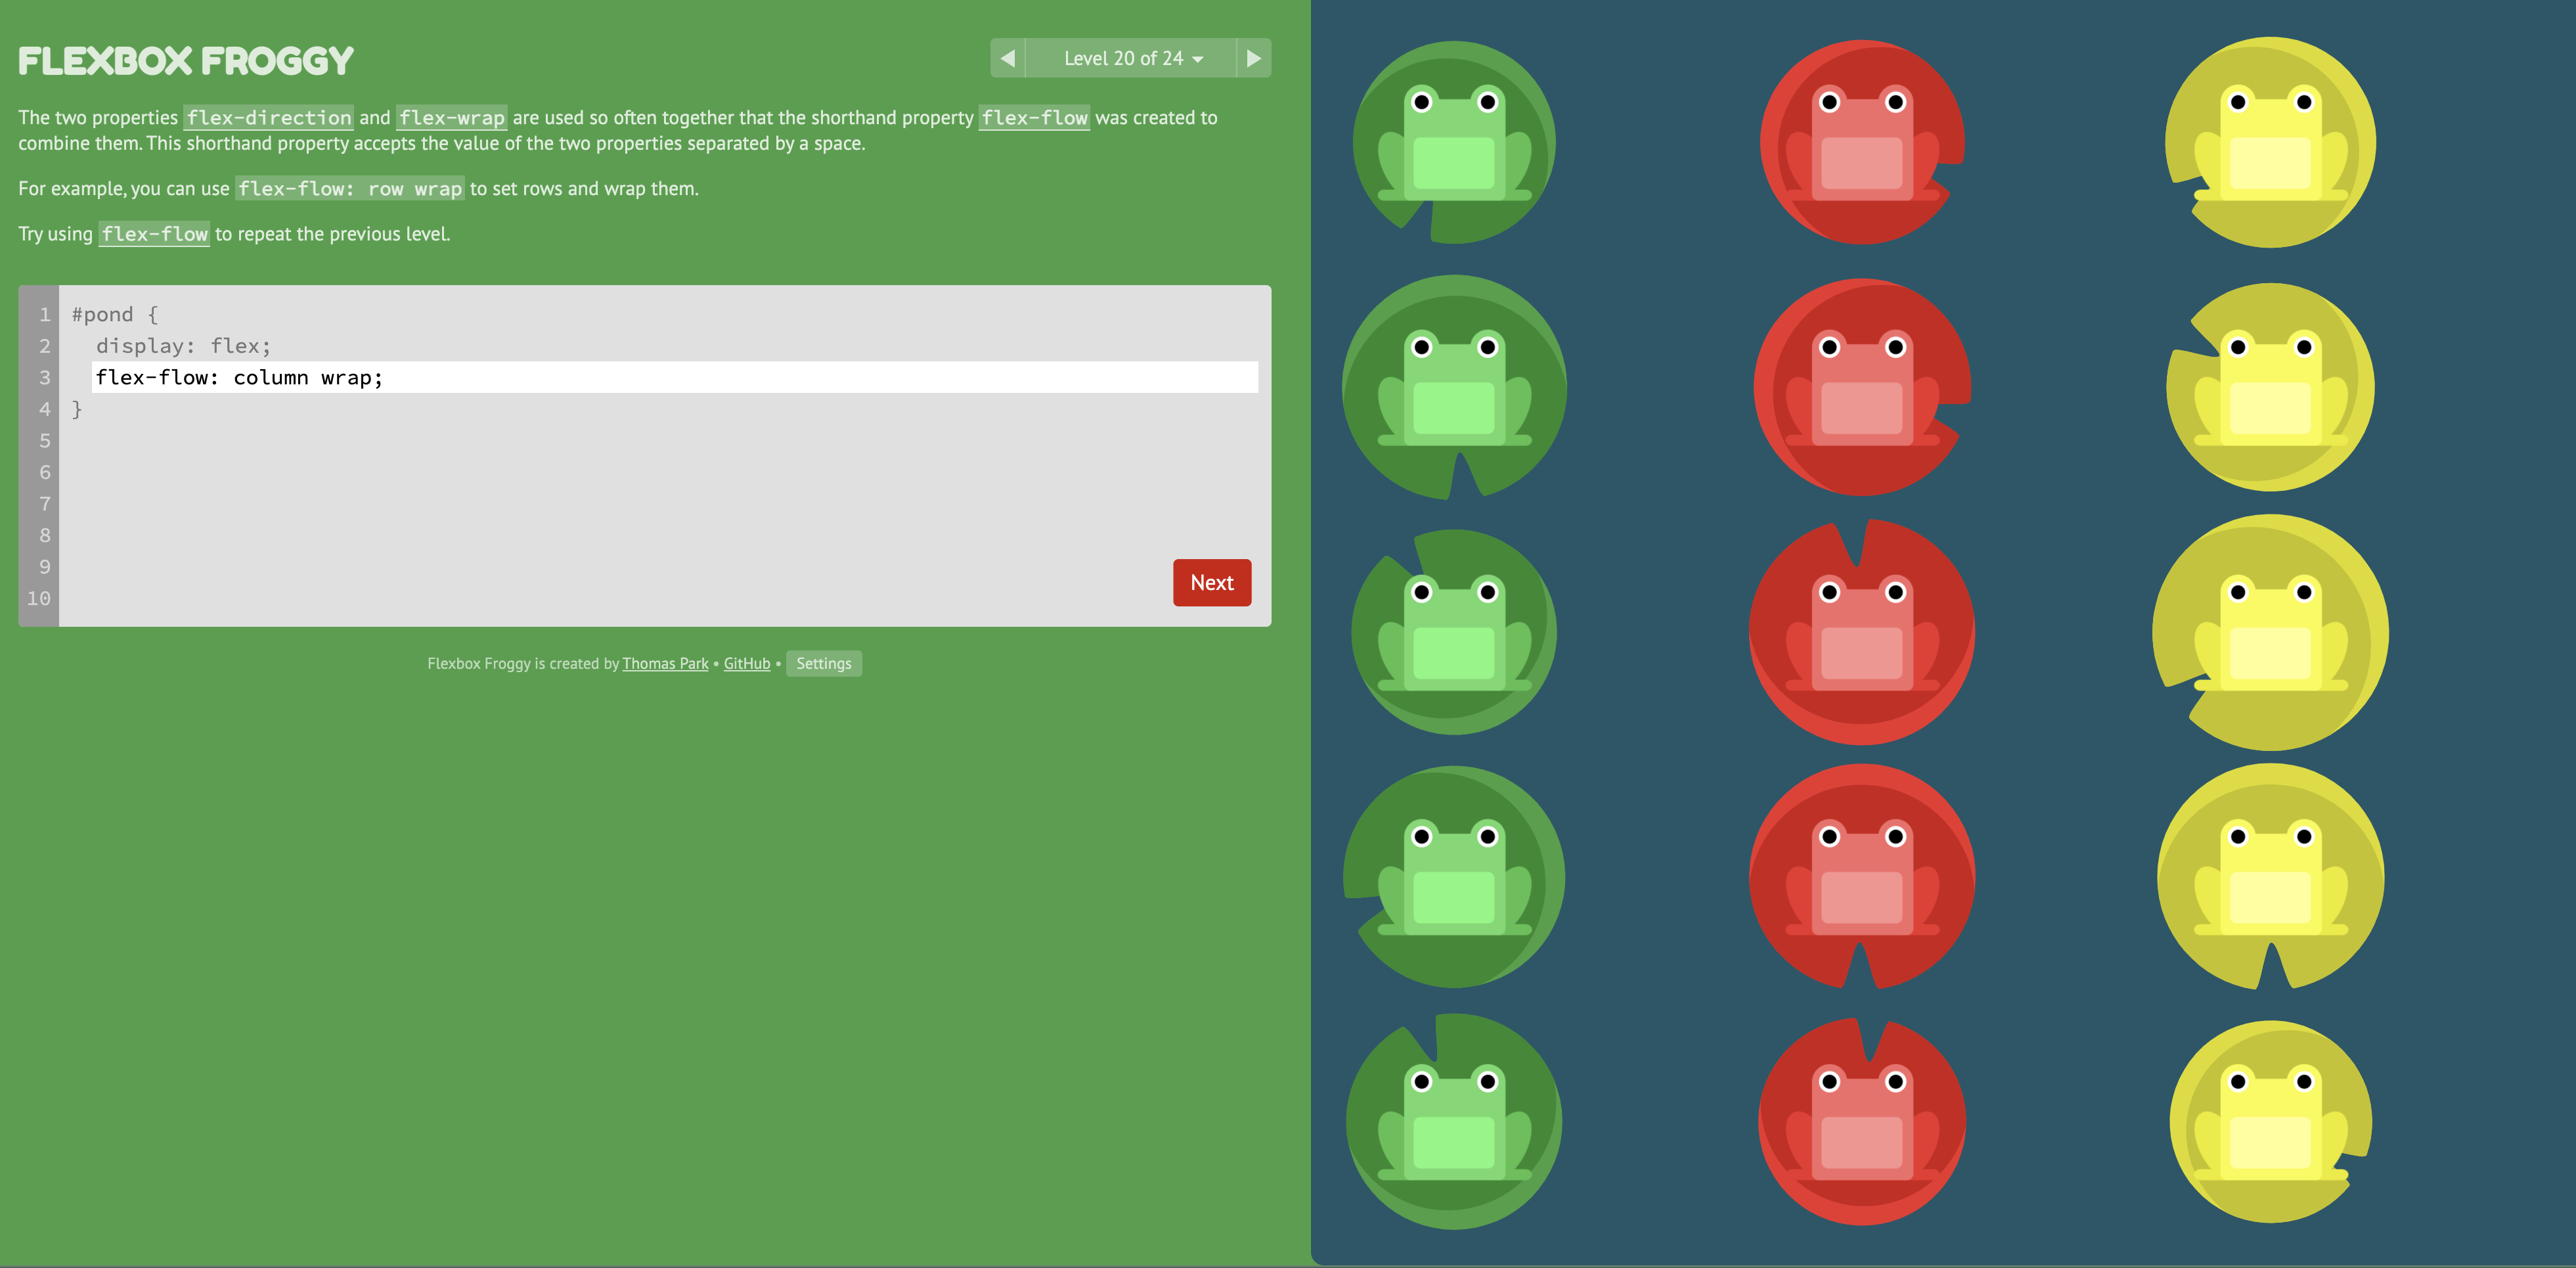 FLEXBOX FROGGY
Level 20 of 24
The two properties flex-direction and flex-wrap are used so often together that the shorthand property flex-flow was created to
combine them. This shorthand property accepts the value of the two properties separated by a space.
For example, you can use flex-flow: row wrap to set rows and wrap them.
Try using flex-flow to repeat the previous level.
1 #pond {
2 display: flex;
3 flex-flow: column wrap;
4 }
5
6
7
8
9
10
Next
Flexbox Froggy is created by Thomas Park • GitHub • Settings